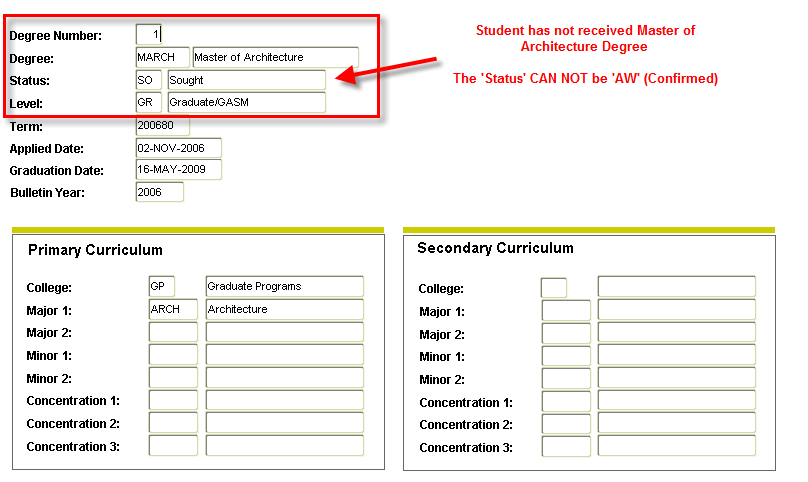 Degree Number: 1
Degree: MARCH Master of Architecture
Status: SO Sought
Level: GR Graduate/GASM
Term: 200680
Applied Date: 02-NOV-2006
Graduation Date: 16-MAY-2009
Bulletin Year: 2006
Student has not received Master of
Architecture Degree
The 'Status' CAN NOT be 'AW' (Confirmed)
Primary Curriculum
College: GP Graduate Programs
Major 1: ARCH Architecture
Major 2:
Minor 1:
Minor 2:
Concentration 1:
Concentration 2:
Concentration 3:
Secondary Curriculum
College:
Major 1:
Major 2:
Minor 1:
Minor 2:
Concentration 1:
Concentration 2:
Concentration 3: